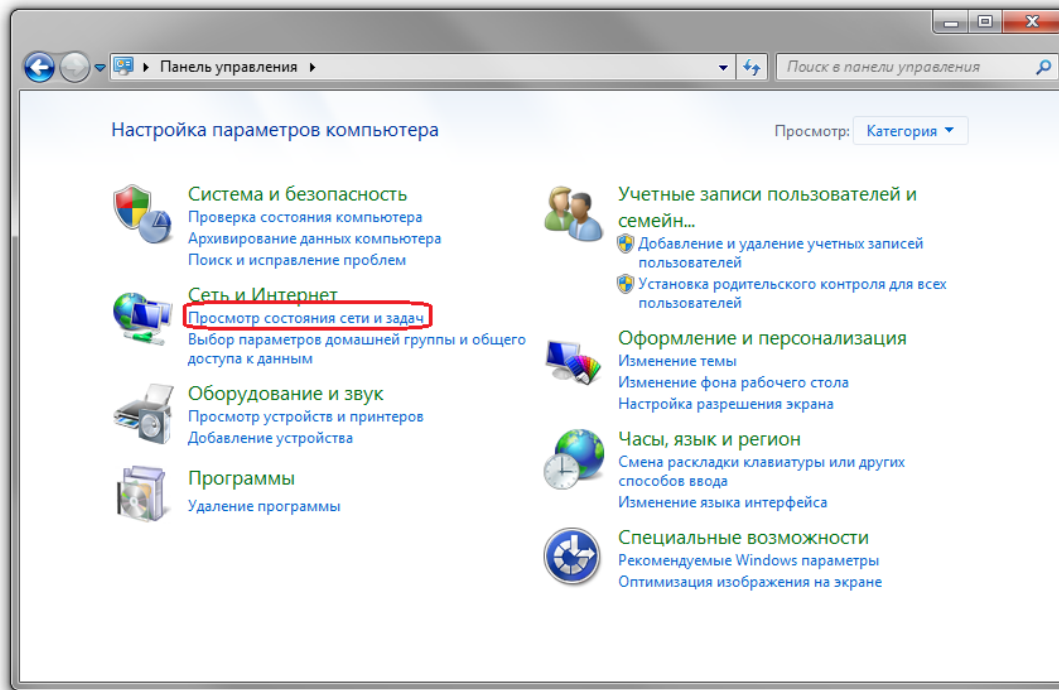 Панель управления
Поиск в панели управления
Настройка параметров компьютера
Просмотр: Категория
Система и безопасность
Проверка состояния компьютера
Архивирование данных компьютера
Поиск и исправление проблем
Сеть и Интернет
Просмотр состояния сети и задач
Выбор параметров домашней группы и общего
доступа к данным
Оборудование и звук
Просмотр устройств и принтеров
Добавление устройства
Программы
Удаление программы
Учетные записи пользователей и
семейн...
Добавление и удаление учетных записей
пользователей
Установка родительского контроля для всех
пользователей
Оформление и персонализация
Изменение темы
Изменение фона рабочего стола
Настройка разрешения экрана
Часы, язык и регион
Смена раскладки клавиатуры или других
способов ввода
Изменение языка интерфейса
Специальные возможности
Рекомендуемые Windows параметры
Оптимизация изображения на экране